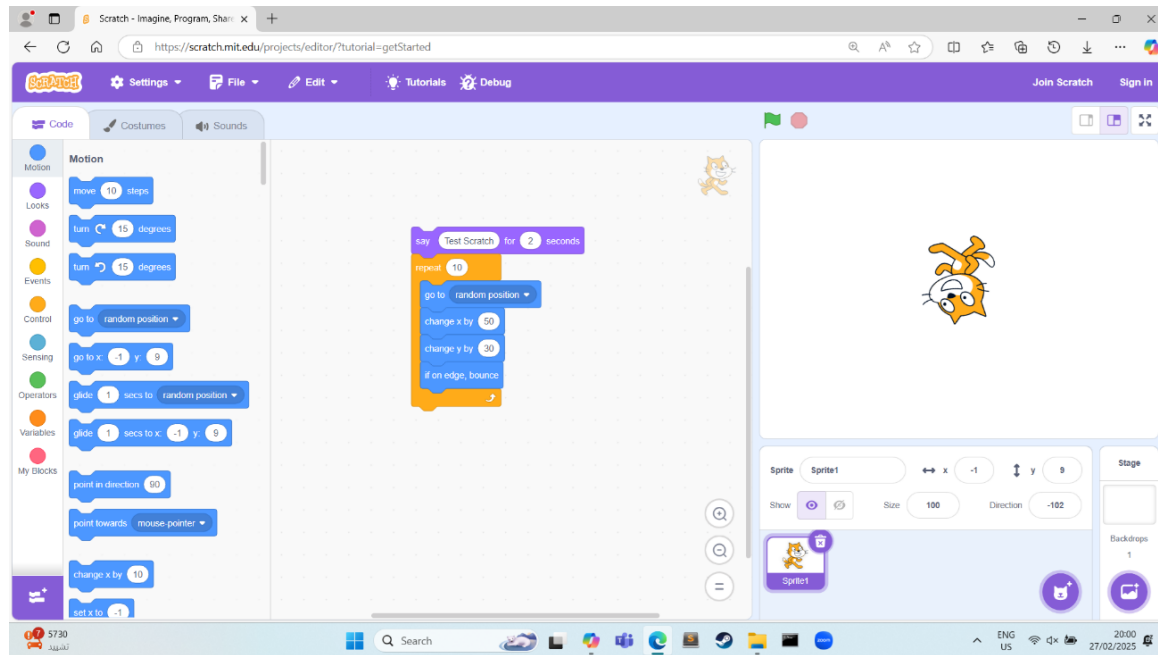 Scratch - Imagine, Program, Shar
https://scratch.mit.edu/projects/editor/?tutorial=getStarted
SCRATCH Settings File Edit Tutorials Debug Join Scratch Sign in
Code Costumes Sounds
Motion
Looks
Sound
Events
Control
Sensing
Operators
Variables
My Blocks
Motion
move 10 steps
turn 15 degrees
turn 15 degrees
go to random position
go to x: -1 y: 9
glide 1 secs to random position
glide 1 secs to x: -1 y: 9
point in direction 90
point towards mouse-pointer
change x by 10
set x to -1
say Test Scratch for 2 seconds
repeat 10
go to random position
change x by 50
change y by 30
if on edge, bounce
Sprite Sprite1 x -1 y 9
Show Size 100 Direction -102
Sprite1
Stage
Backdrops
1
5730
Search
zoom
ENG
US
20:00
27/02/2025